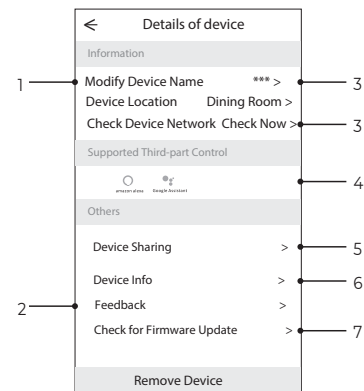 Details of device
Information
1 Modify Device Name *** > 3
Device Location Dining Room >
Check Device Network Check Now > 3
Supported Third-part Control
amazon alexa Google Assistant 4
Others
Device Sharing > 5
Device Info > 6
2 Feedback >
Check for Firmware Update > 7
Remove Device